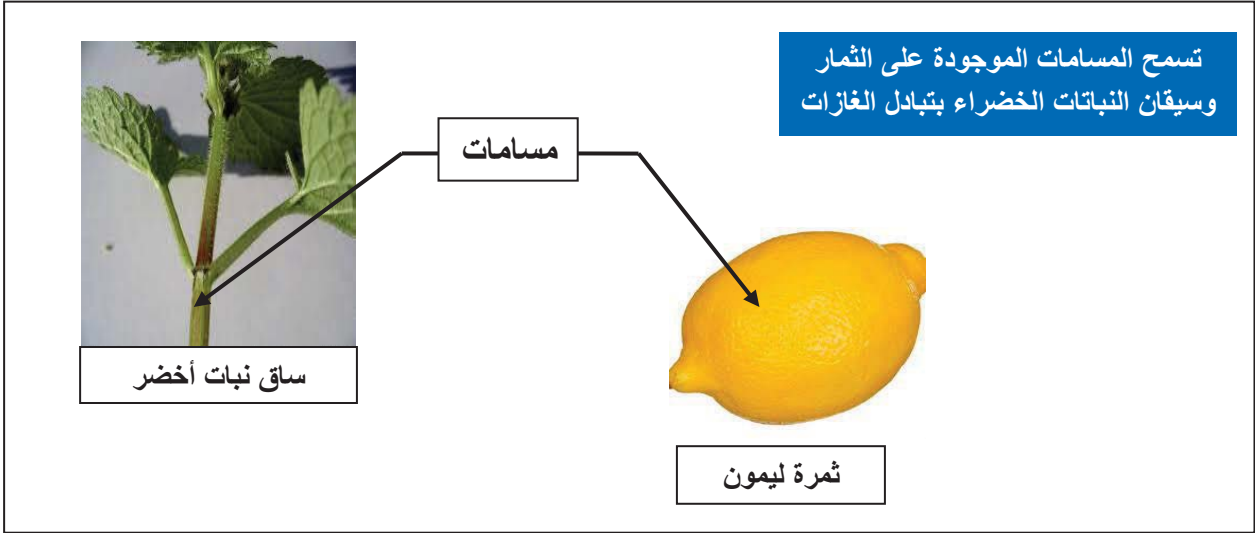 تسمح المسامات الموجودة على الثمار
وسيقان النباتات الخضراء بتبادل الغازات
مسامات
ساق نبات أخضر
ثمرة ليمون